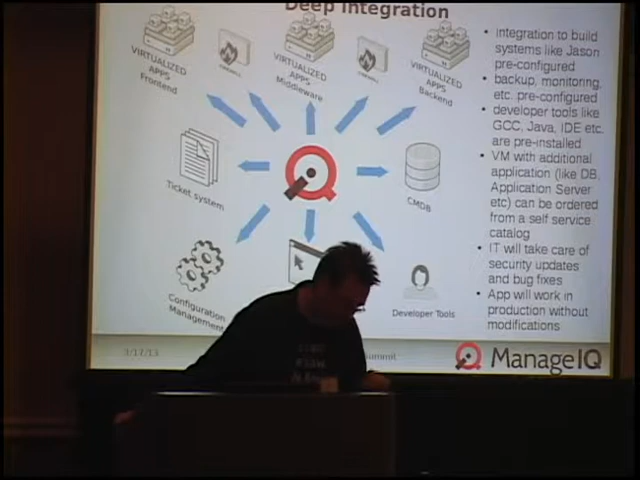 Deep Integration
VIRTUALIZED
APPS
Frontend
FIREWALL
VIRTUALIZED
APPS
Middleware
FIREWALL
VIRTUALIZED
APPS
Backend
Ticket system
CMDB
Configuration
Management
Developer Tools
• Integration to build
systems like Jason
pre-configured
• backup, monitoring,
etc. pre-configured
• developer tools like
GCC, Java, IDE etc.
are pre-installed
• VM with additional
application (like DB,
Application Server
etc) can be ordered
from a self service
catalog
• IT will take care of
security updates
and bug fixes
• App will work in
production without
modifications
Summit
ManageIQ